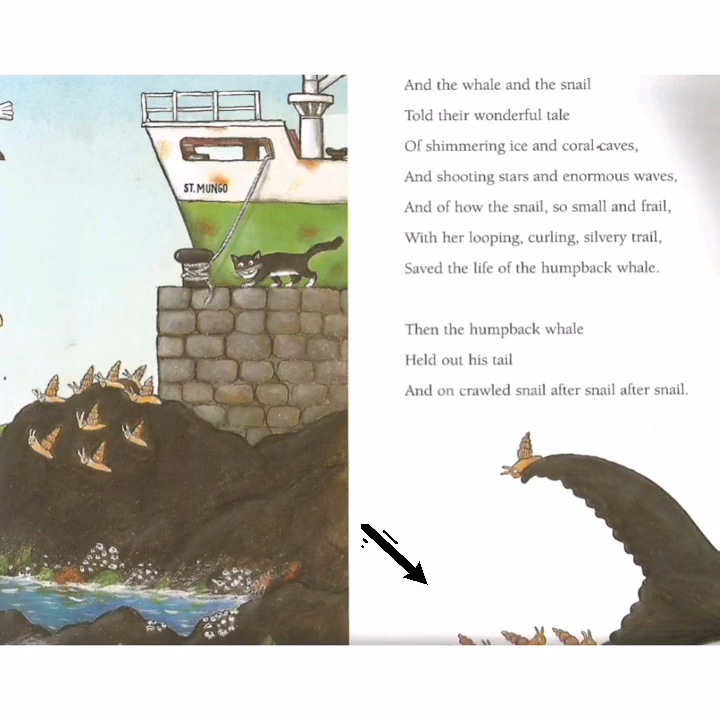 ST. MUNGO
And the whale and the snail
Told their wonderful tale
Of shimmering ice and coral caves,
And shooting stars and enormous waves,
And of how the snail, so small and frail,
With her looping, curling, silvery trail,
Saved the life of the humpback whale.
Then the humpback whale
Held out his tail
And on crawled snail after snail after snail.